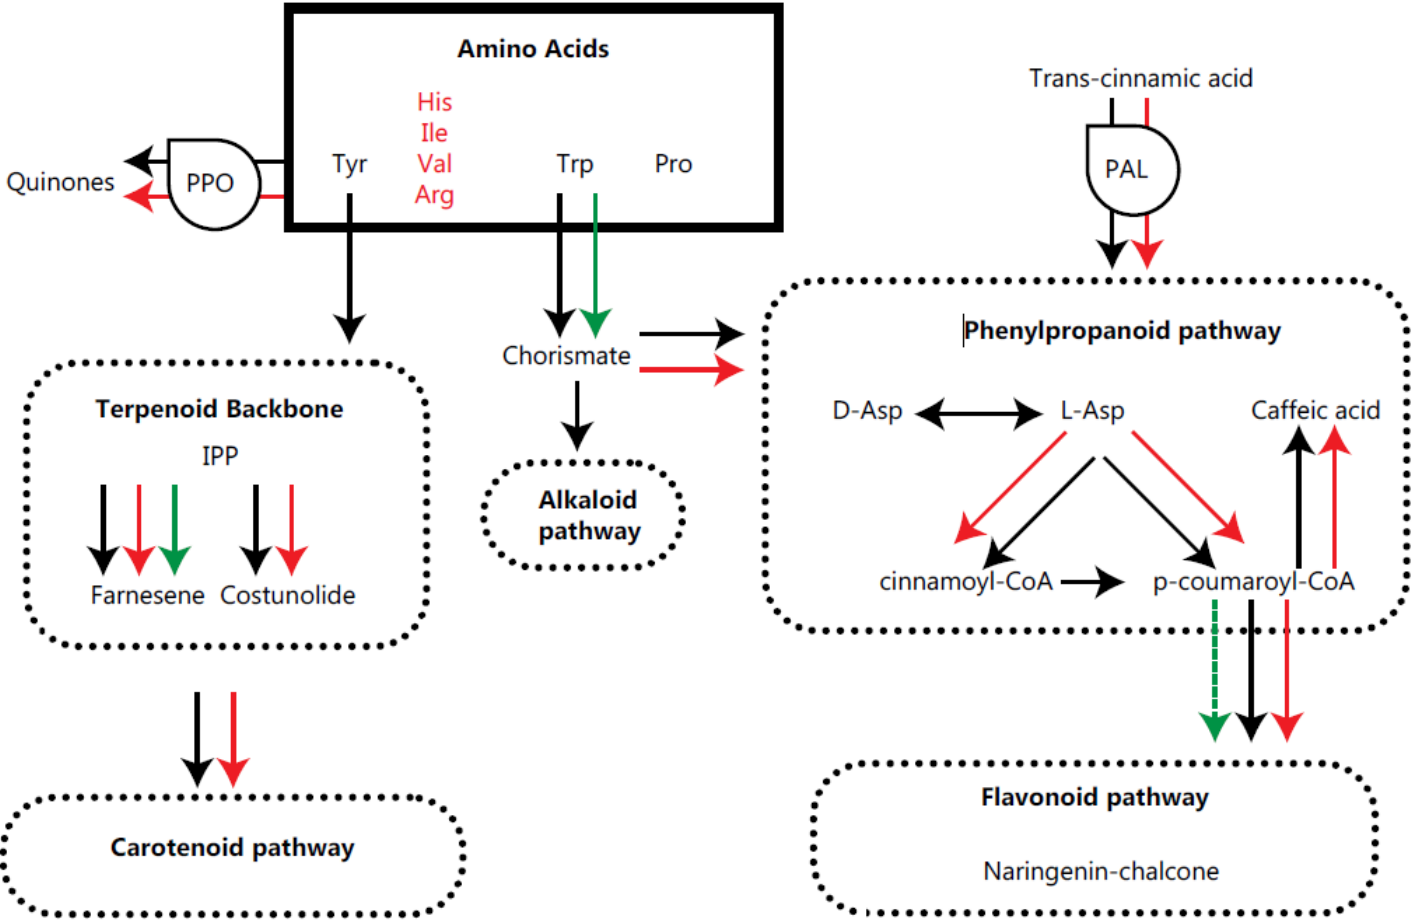 Amino Acids
His
Ile
Val
Arg
Tyr
Trp
Pro
PPO
Quinones
Trans-cinnamic acid
PAL
Chorismate
Phenylpropanoid pathway
D-Asp
L-Asp
Caffeic acid
cinnamoyl-CoA
p-coumaroyl-CoA
Terpenoid Backbone
IPP
Farnesene
Costunolide
Alkaloid
pathway
Carotenoid pathway
Flavonoid pathway
Naringenin-chalcone